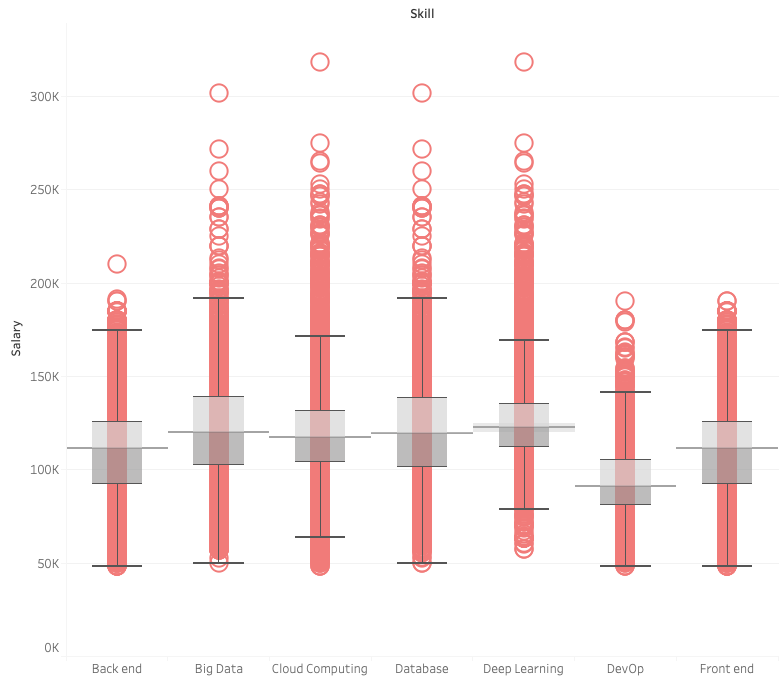 Skill
Salary
300K
250K
200K
150K
100K
50K
0K
Back end Big Data Cloud Computing Database Deep Learning DevOp Front end